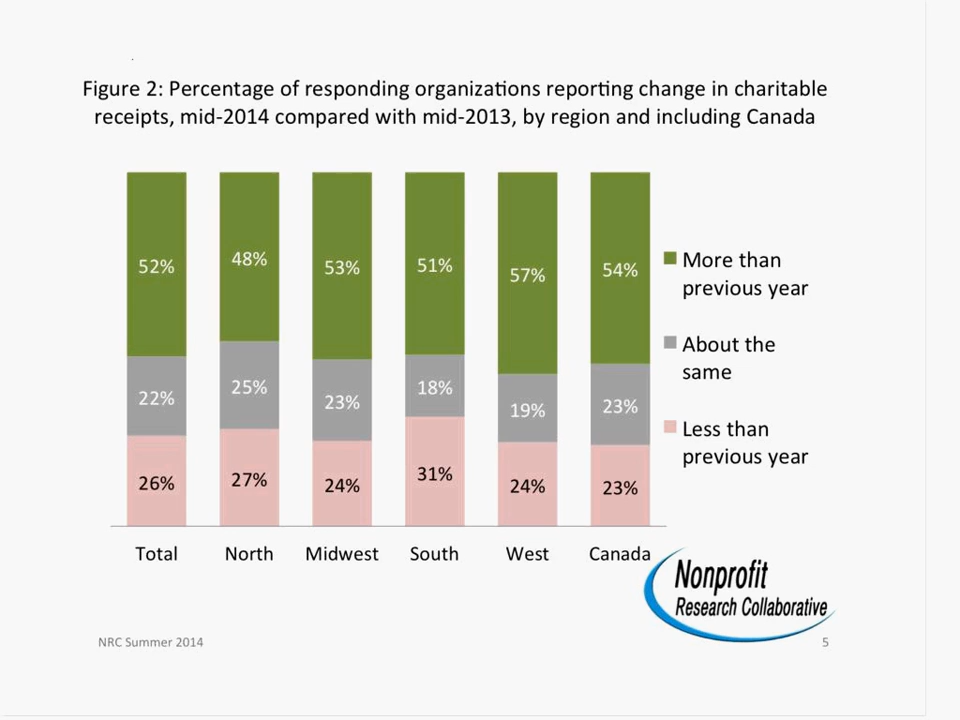 Figure 2: Percentage of responding organizations reporting change in charitable
receipts, mid-2014 compared with mid-2013, by region and including Canada
52% 48% 53% 51% 57% 54%
22% 25% 23% 18% 19% 23%
26% 27% 24% 31% 24% 23%
Total North Midwest South West Canada
More than
previous year
About the
same
Less than
previous year
Nonprofit
Research Collaborative
NRC Summer 2014
5